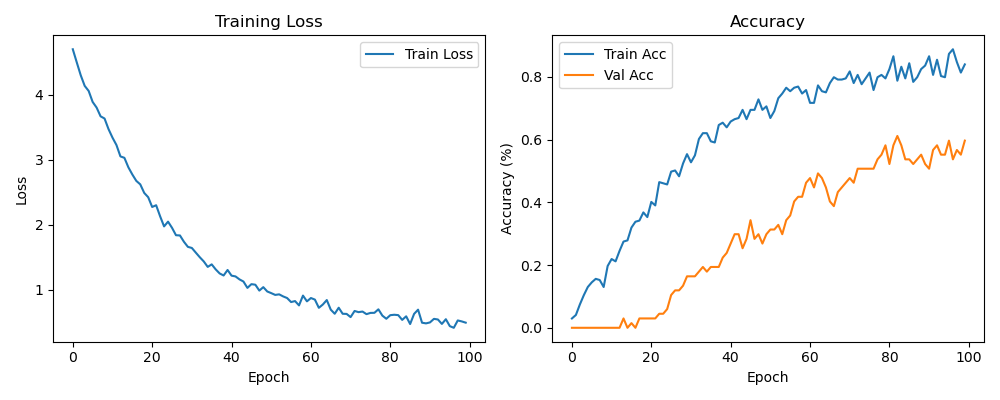 Training Loss
Train Loss
4
3
2
1
Loss
0 20 40 60 80 100
Epoch
Accuracy
Train Acc
Val Acc
0.8
0.6
0.4
0.2
0.0
Accuracy (%)
0 20 40 60 80 100
Epoch